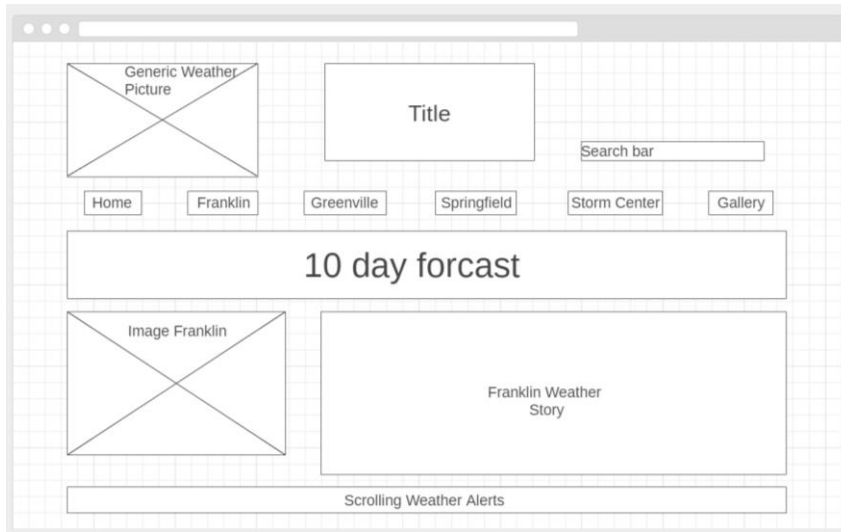 Generic Weather
Picture
Title
Search bar
Home
Franklin
Greenville
Springfield
Storm Center
Gallery
10 day forcast
Image Franklin
Franklin Weather
Story
Scrolling Weather Alerts